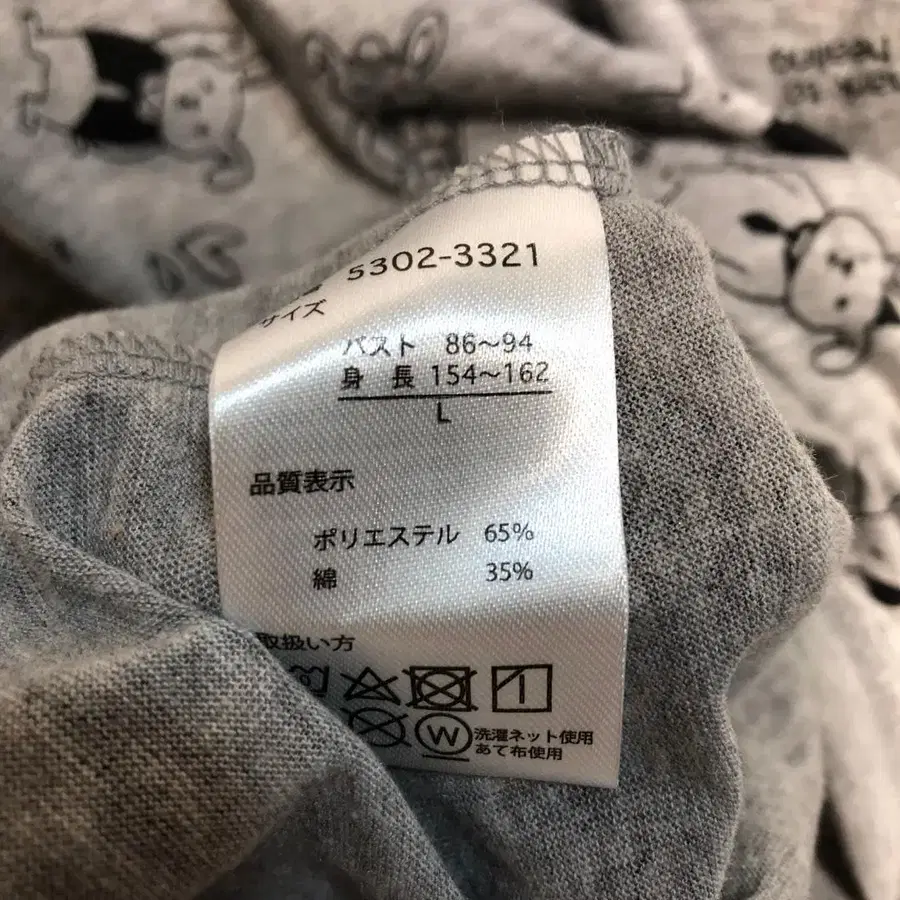 5302-3321
サイズ
バスト 86～94
身 長 154～162
L
品質表示
ポリエステル 65%
綿 35%
取扱い方
W
洗濯ネット使用
あて布使用